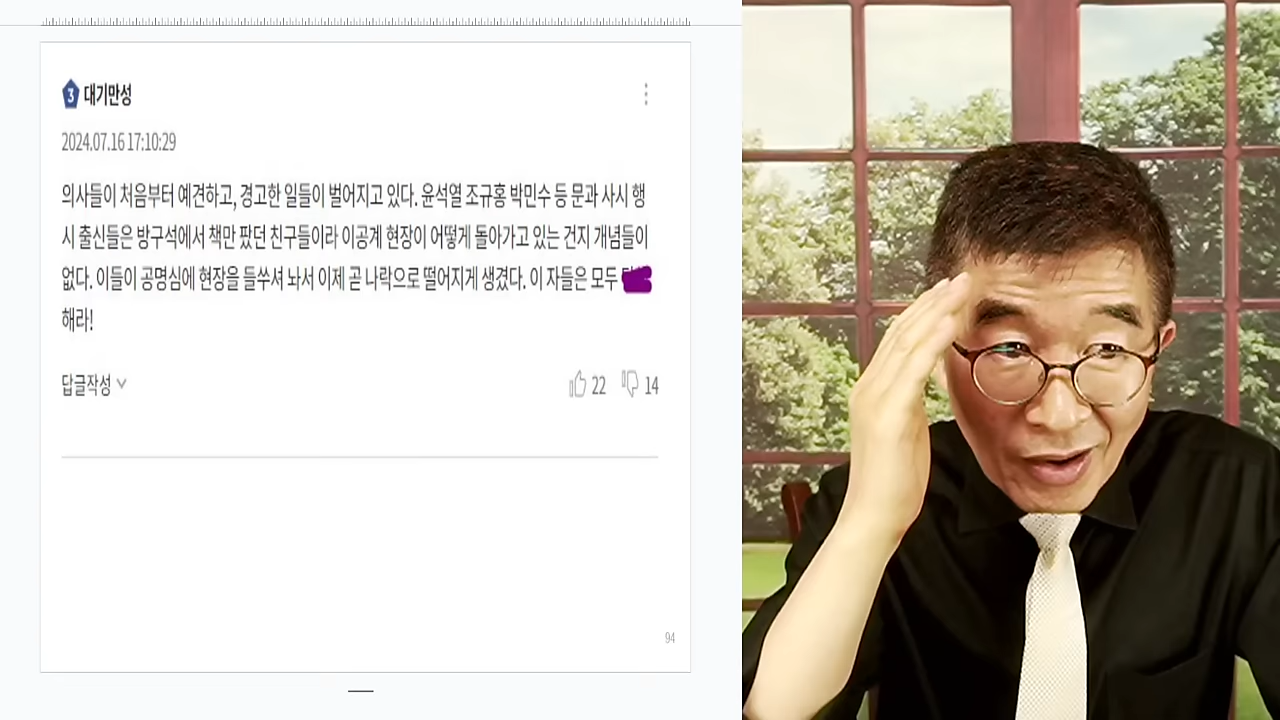 3 대기만성
2024.07.16 17:10:29
의사들이 처음부터 예견하고, 경고한 일들이 벌어지고 있다. 윤석열 조규홍 박민수 등 문과 사시 행
시 출신들은 방구석에서 책만 팠던 친구들이라 이공계 현장이 어떻게 돌아가고 있는 건지 개념들이
없다. 이들이 공명심에 현장을 들쑤셔 놔서 이제 곧 나락으로 떨어지게 생겼다. 이 자들은 모두
해라!
답글작성 22 14
94